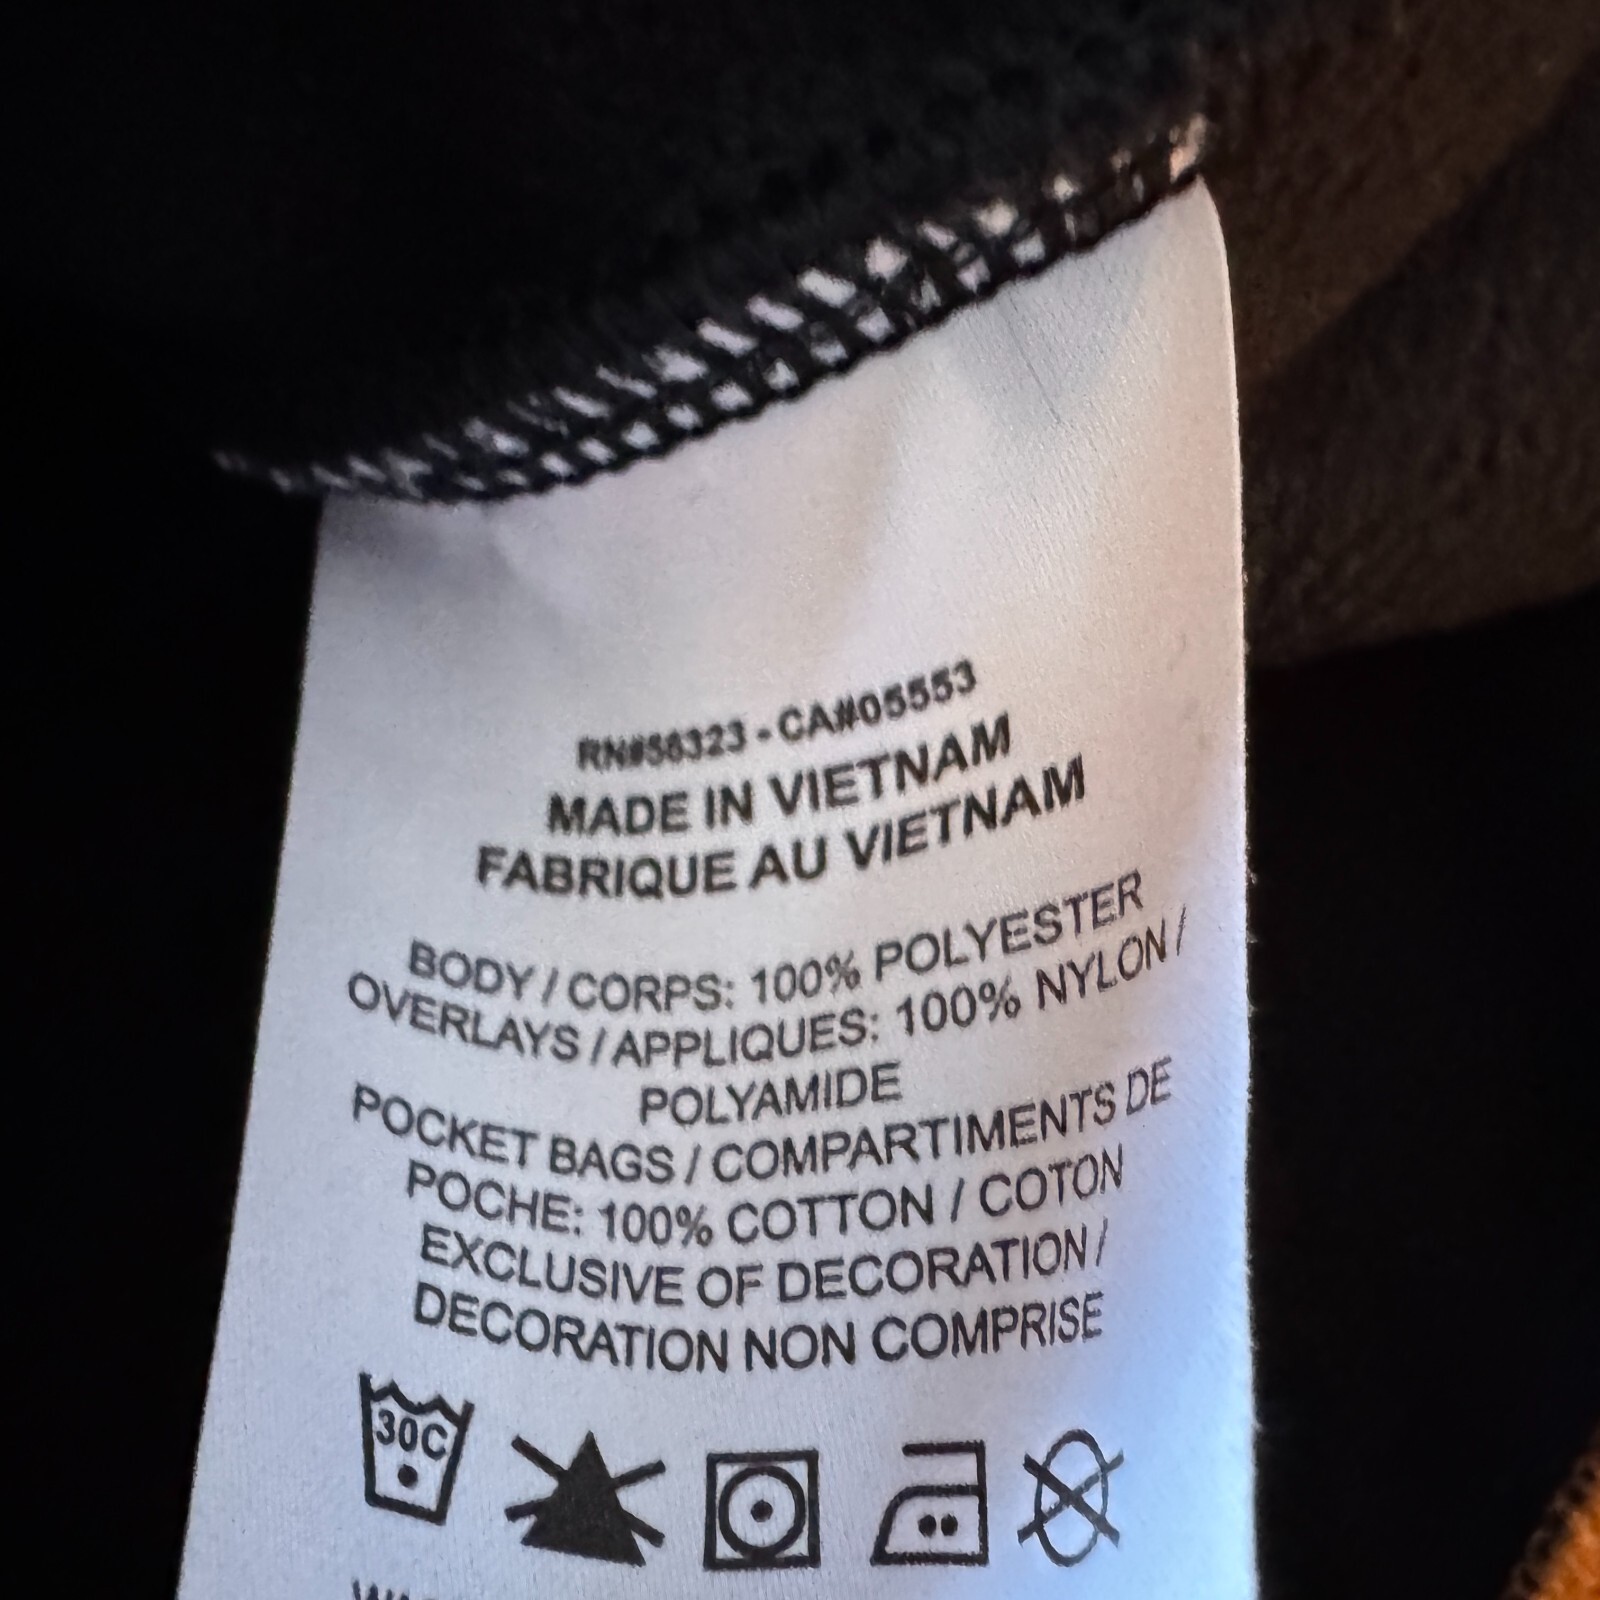 RN#56323 - CA#05553
MADE IN VIETNAM
FABRIQUE AU VIETNAM
BODY / CORPS: 100% POLYESTER
OVERLAYS / APPLIQUES: 100% NYLON /
POLYAMIDE
POCKET BAGS / COMPARTIMENTS DE
POCHE: 100% COTTON / COTON
EXCLUSIVE OF DECORATION /
DECORATION NON COMPRISE
30C